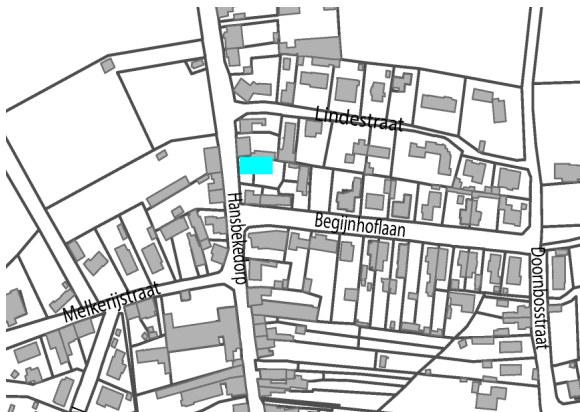 Lindestraat
Hansbekedorp
Begijnhoflaan
Doornbosstraat
Melkerijstraat